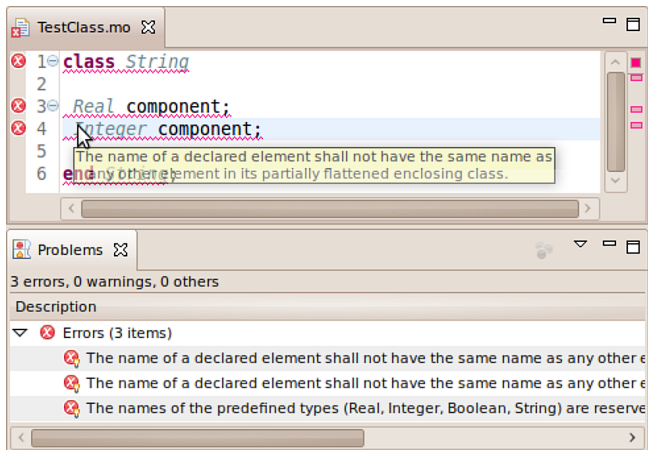 TestClass.mo
1 class String
2
3 Real component;
4 Integer component;
5
The name of a declared element shall not have the same name as
any other element in its partially flattened enclosing class.
6 end String;
Problems
3 errors, 0 warnings, 0 others
Description
Errors (3 items)
The name of a declared element shall not have the same name as any other e
The name of a declared element shall not have the same name as any other e
The names of the predefined types (Real, Integer, Boolean, String) are reserve